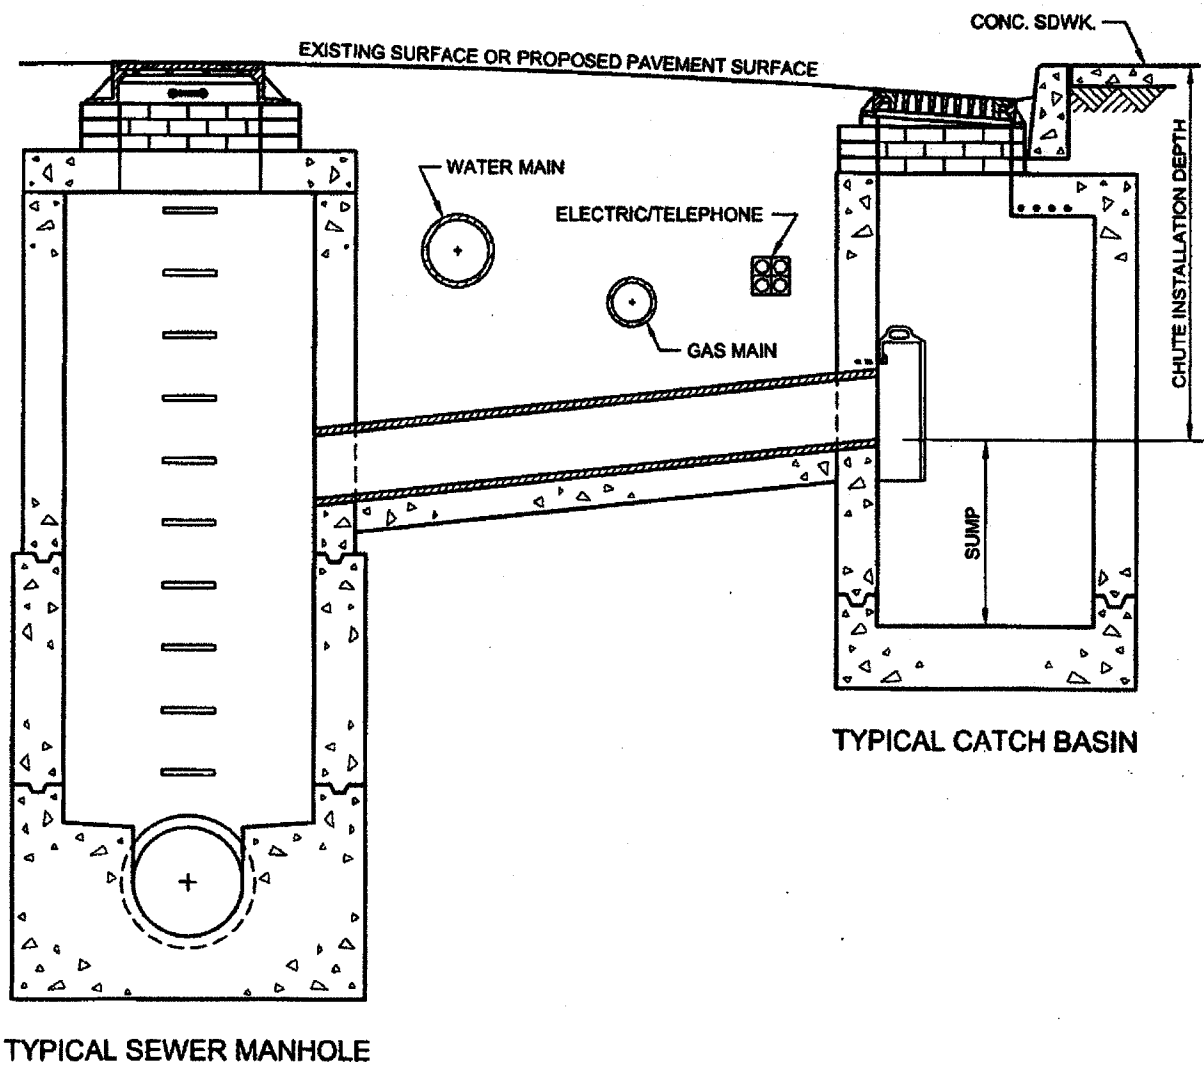 CONC. SDWK.
EXISTING SURFACE OR PROPOSED PAVEMENT SURFACE
WATER MAIN
ELECTRIC/TELEPHONE
GAS MAIN
CHUTE INSTALLATION DEPTH
SUMP
TYPICAL CATCH BASIN
TYPICAL SEWER MANHOLE